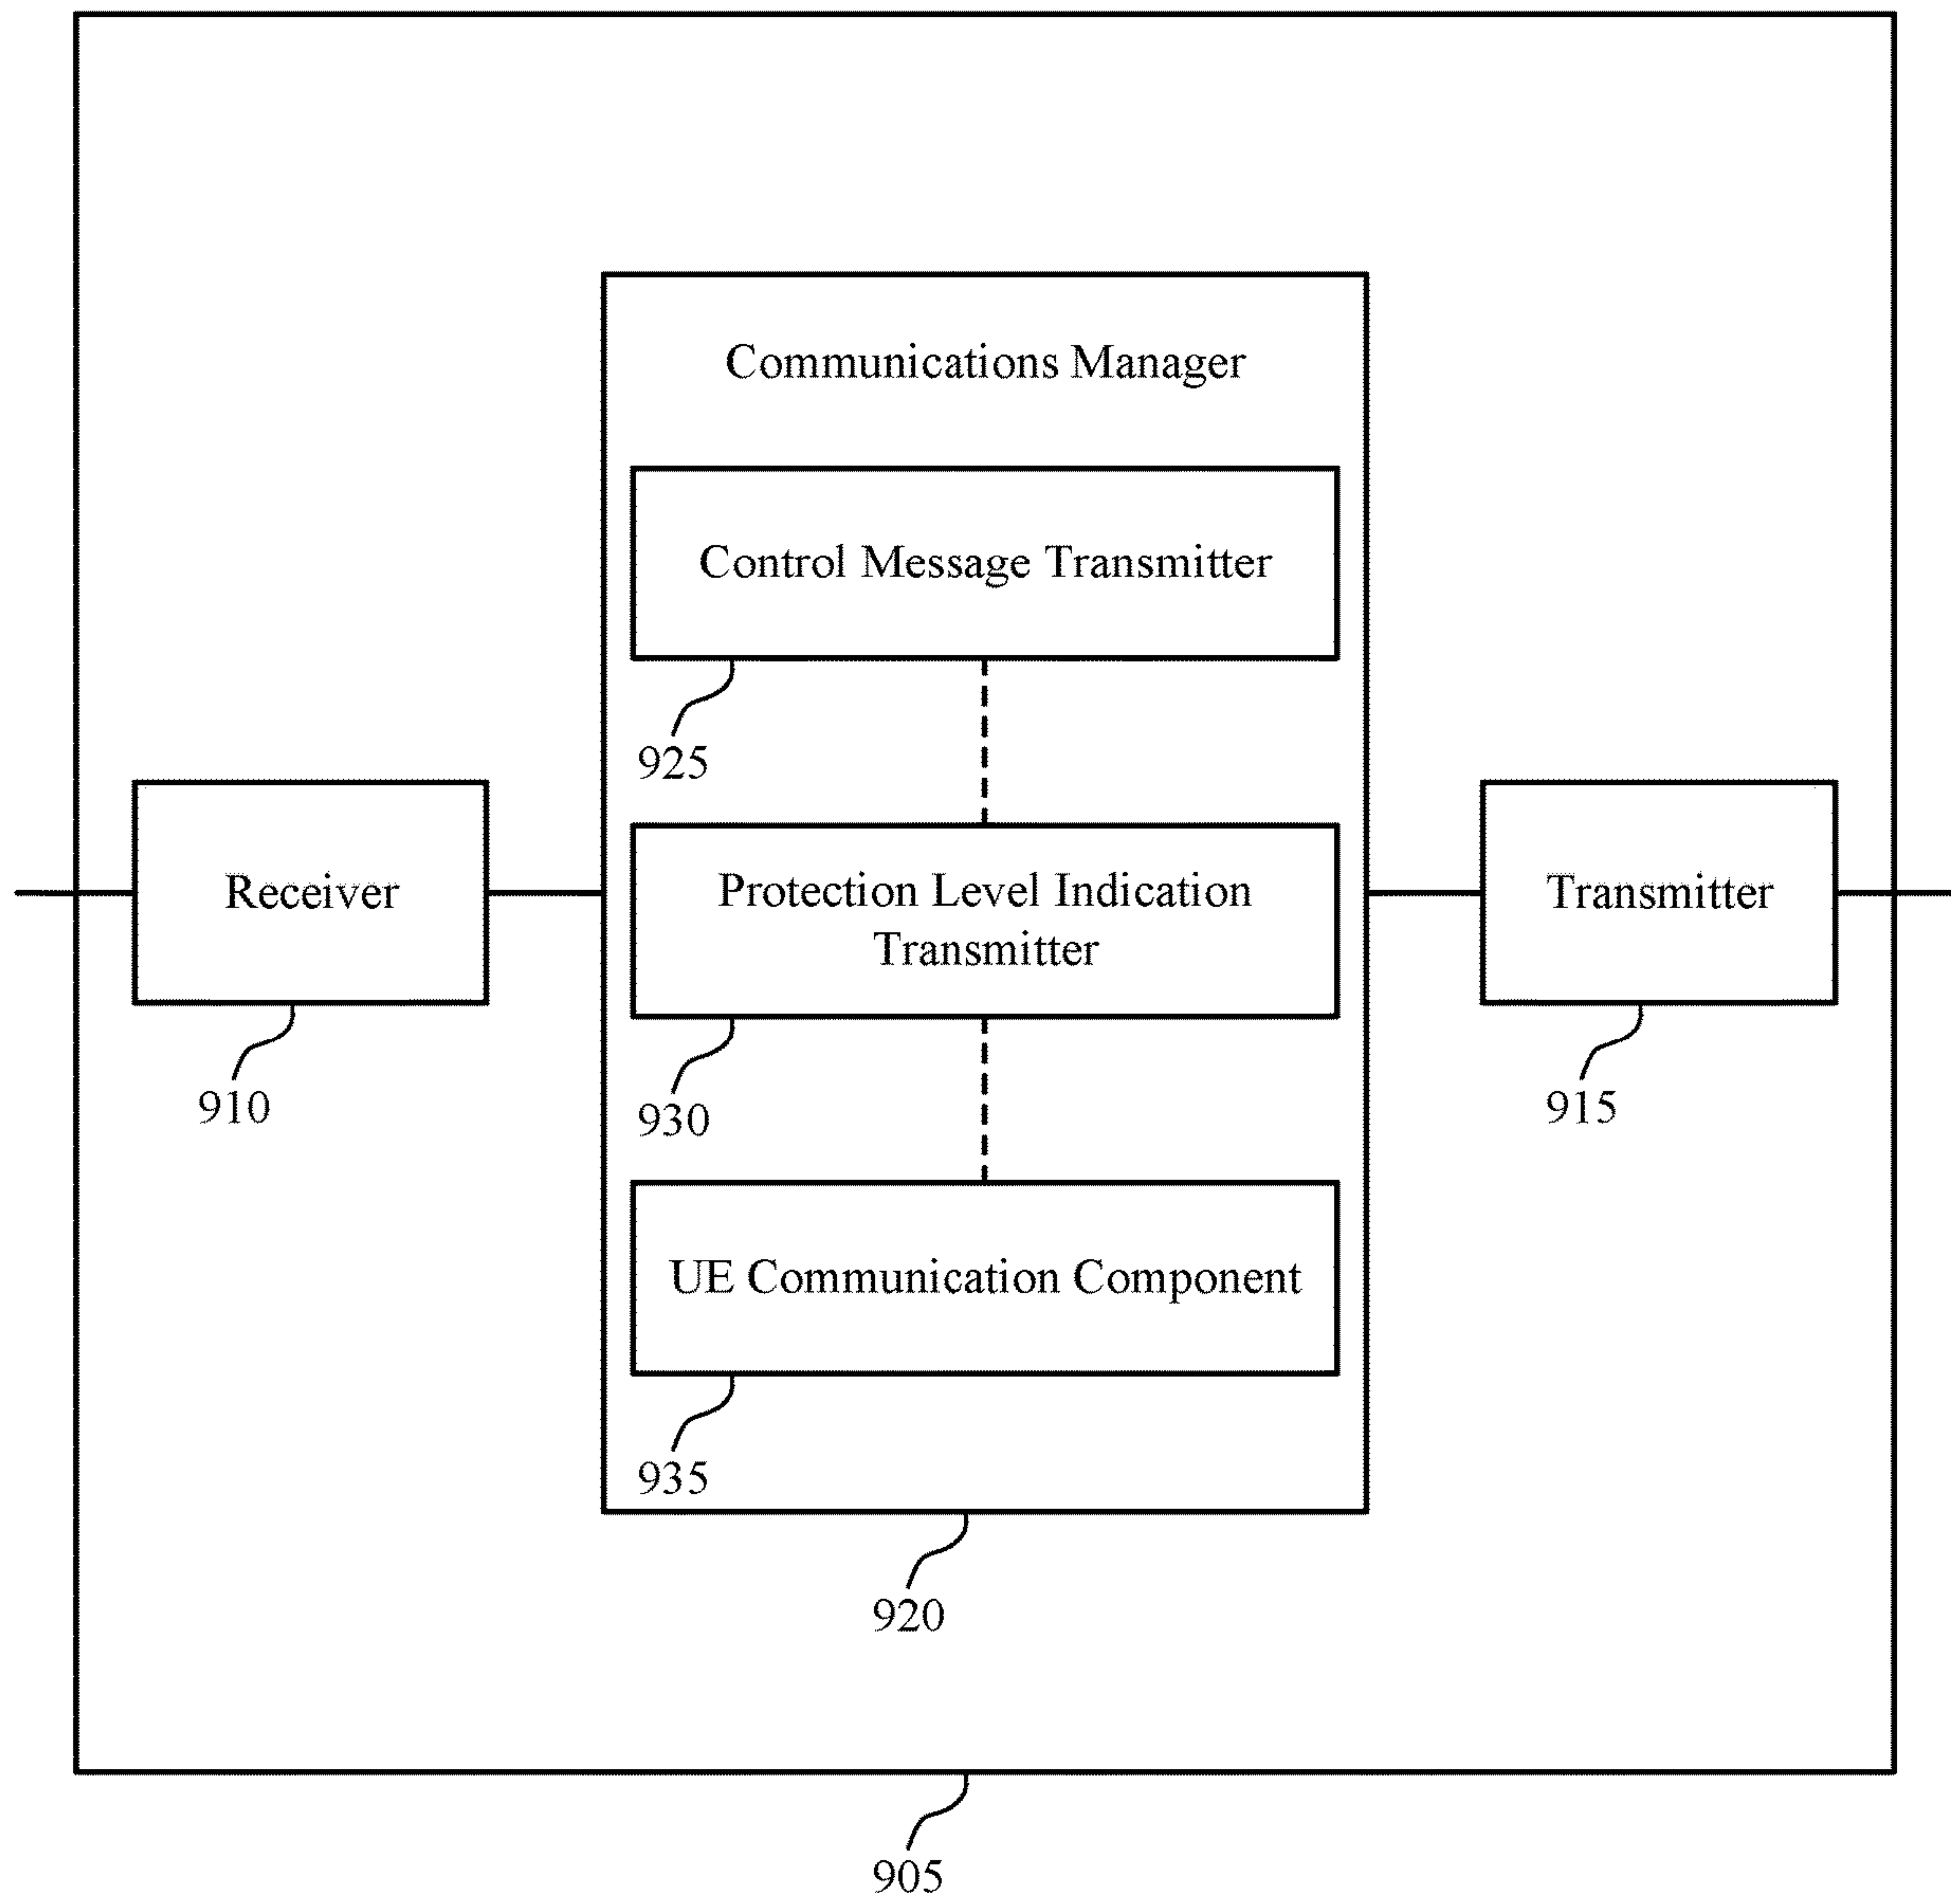 Communications Manager
Control Message Transmitter
925
Receiver
910
Protection Level Indication
Transmitter
930
Transmitter
915
UE Communication Component
935
920
905